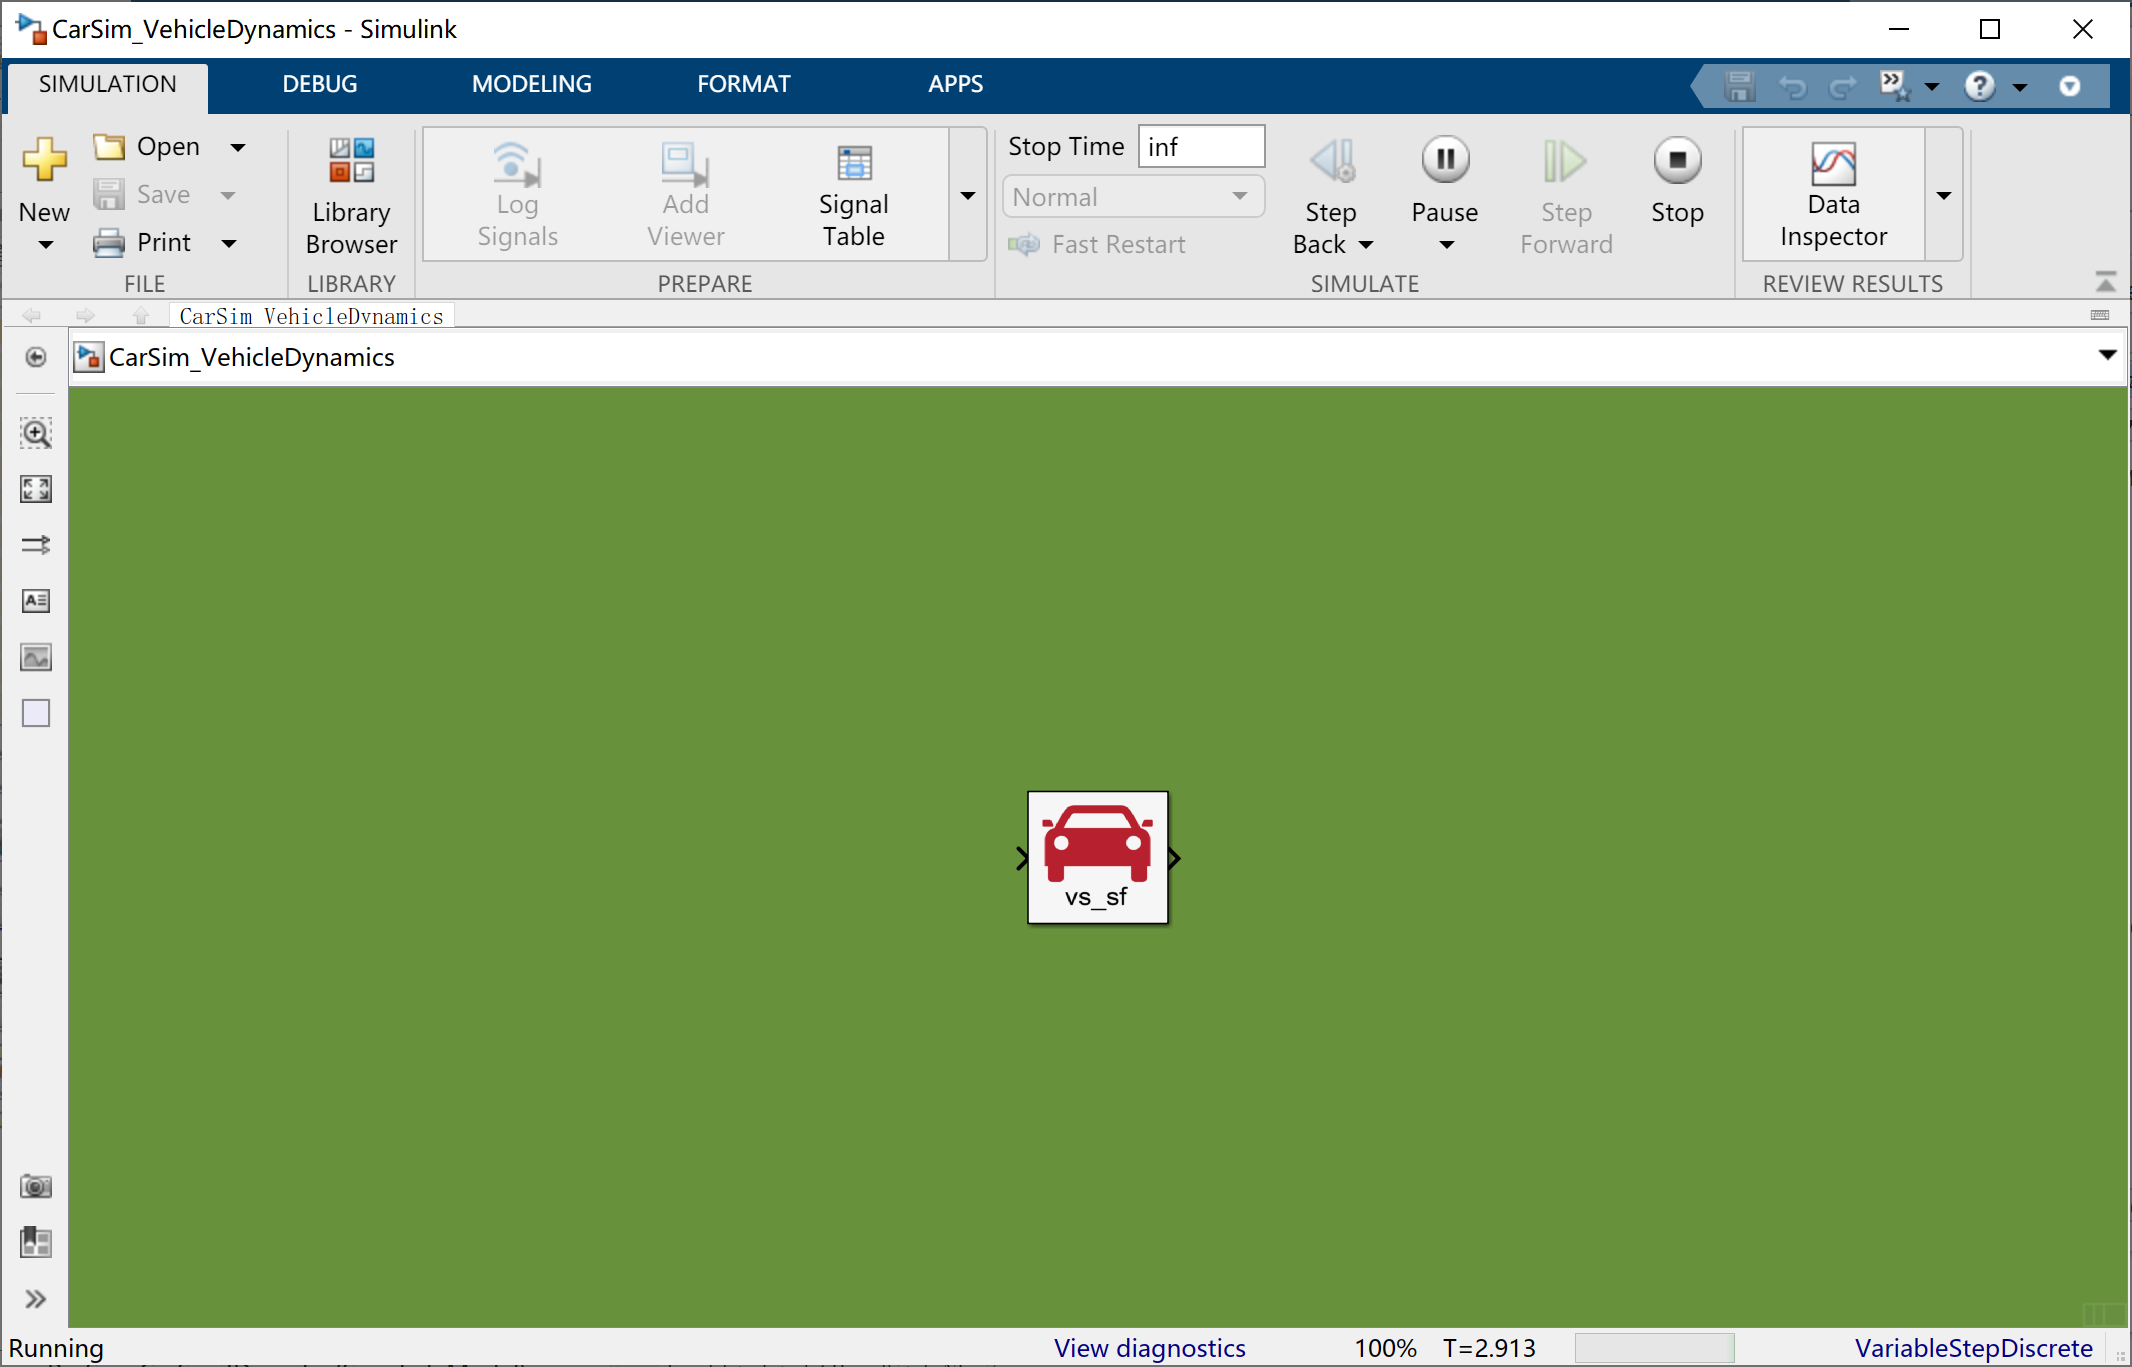 CarSim_VehicleDynamics - Simulink
SIMULATION DEBUG MODELING FORMAT APPS
New
Open
Save
Print
FILE
Library
Browser
LIBRARY
Log
Signals
Add
Viewer
Signal
Table
PREPARE
Stop Time inf
Normal
Fast Restart
Step
Back
Pause
Step
Forward
Stop
SIMULATE
Data
Inspector
REVIEW RESULTS
CarSim_VehicleDynamics
CarSim_VehicleDynamics
vs_sf
Running View diagnostics 100% T=2.913 VariableStepDiscrete